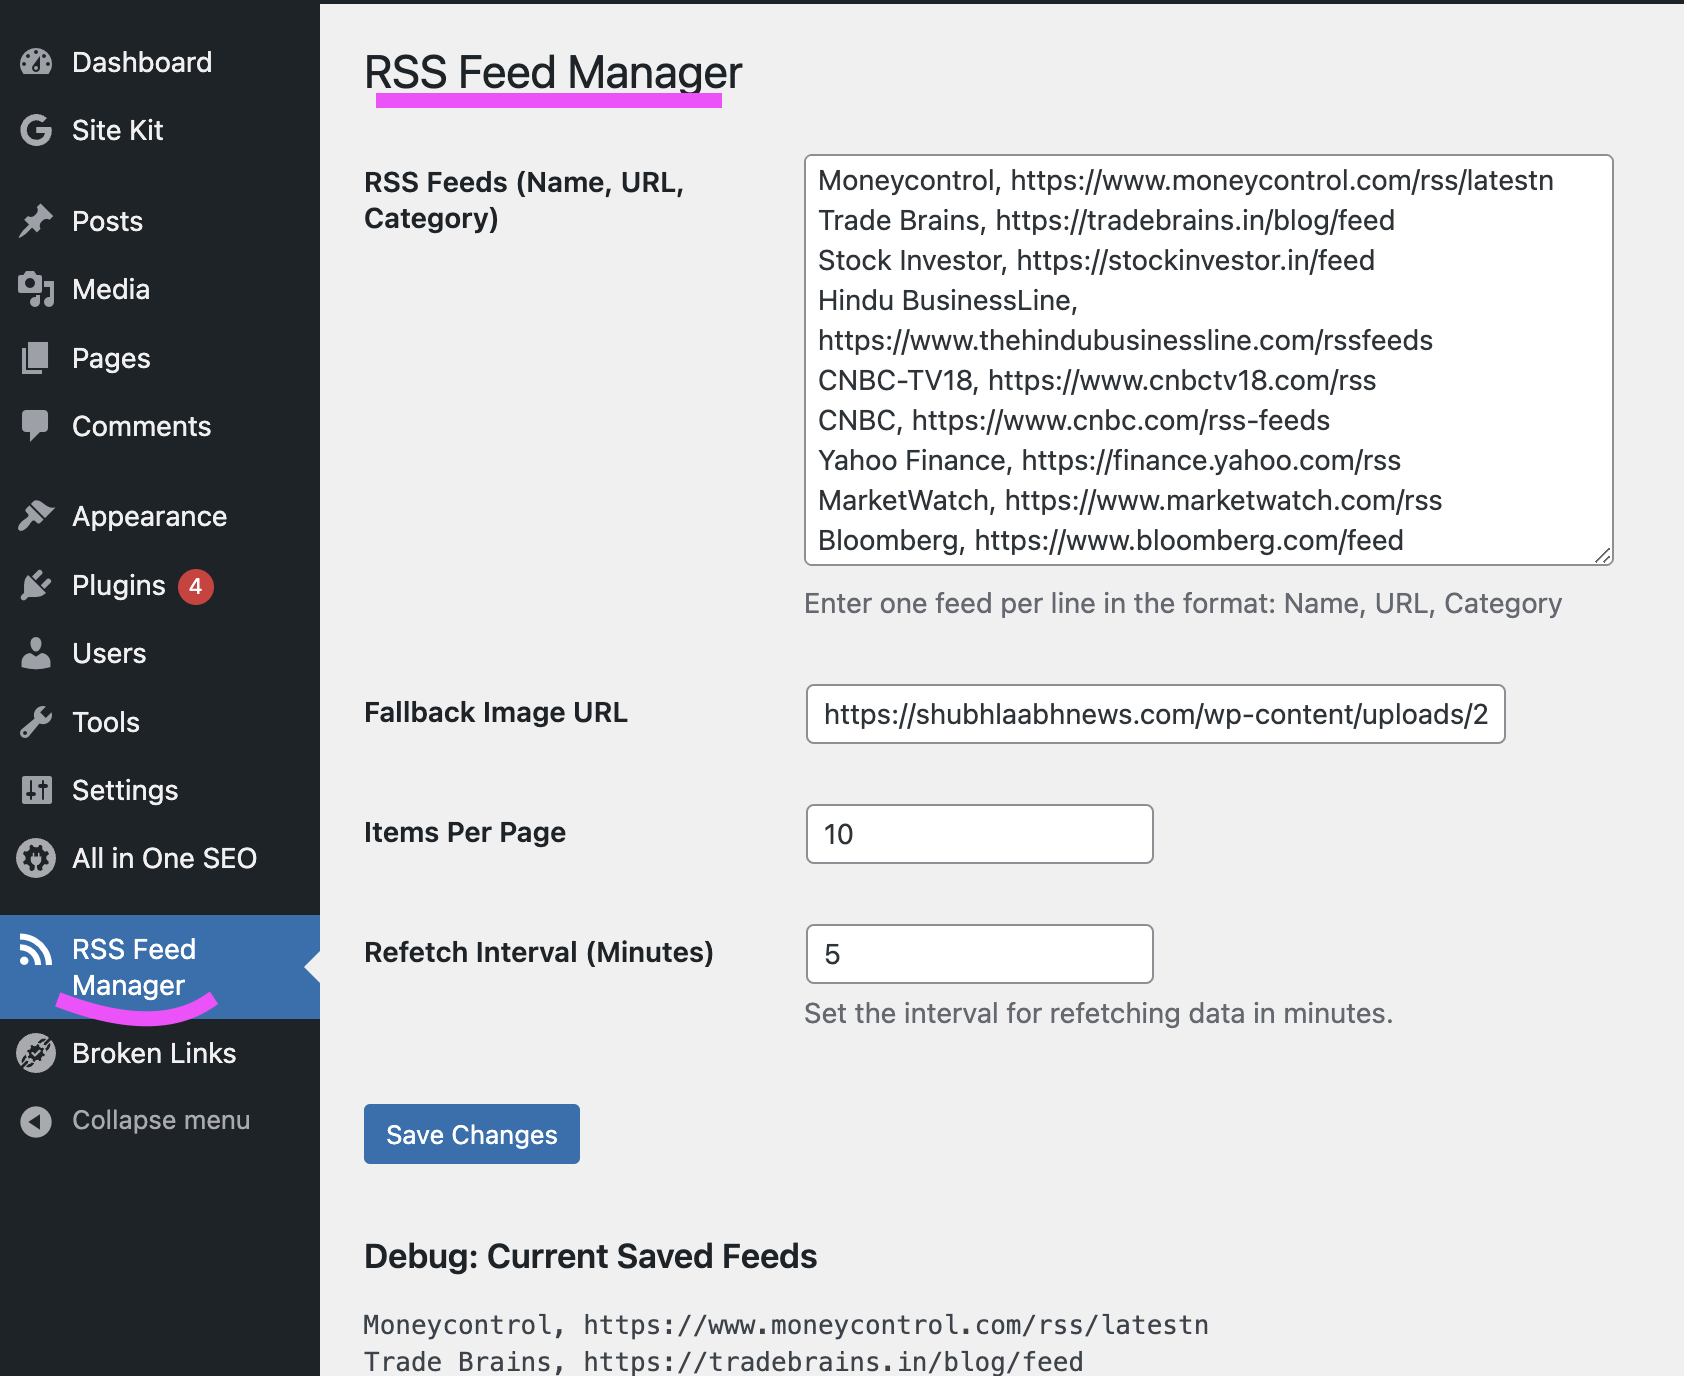 Dashboard
Site Kit
Posts
Media
Pages
Comments
Appearance
Plugins 4
Users
Tools
Settings
All in One SEO
RSS Feed
Manager
Broken Links
Collapse menu
RSS Feed Manager
RSS Feeds (Name, URL,
Category)
Moneycontrol, https://www.moneycontrol.com/rss/latestn
Trade Brains, https://tradebrains.in/blog/feed
Stock Investor, https://stockinvestor.in/feed
Hindu BusinessLine,
https://www.thehindubusinessline.com/rssfeeds
CNBC-TV18, https://www.cnbctv18.com/rss
CNBC, https://www.cnbc.com/rss-feeds
Yahoo Finance, https://finance.yahoo.com/rss
MarketWatch, https://www.marketwatch.com/rss
Bloomberg, https://www.bloomberg.com/feed
Enter one feed per line in the format: Name, URL, Category
Fallback Image URL
https://shubhlaabhnews.com/wp-content/uploads/2
Items Per Page
10
Refetch Interval (Minutes)
5
Set the interval for refetching data in minutes.
Save Changes
Debug: Current Saved Feeds
Moneycontrol, https://www.moneycontrol.com/rss/latestn
Trade Brains, https://tradebrains.in/blog/feed